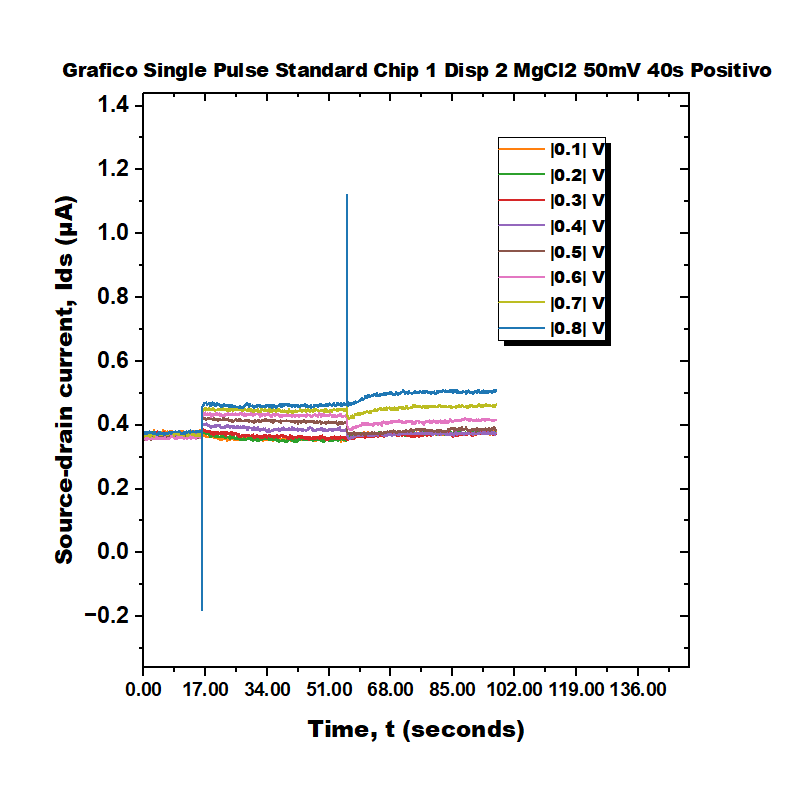 Grafico Single Pulse Standard Chip 1 Disp 2 MgCl2 50mV 40s Positivo
1.4
1.2
1.0
0.8
0.6
0.4
0.2
0.0
−0.2
Source-drain current, Ids (μA)
|0.1| V
|0.2| V
|0.3| V
|0.4| V
|0.5| V
|0.6| V
|0.7| V
|0.8| V
0.00 17.00 34.00 51.00 68.00 85.00 102.00 119.00 136.00
Time, t (seconds)